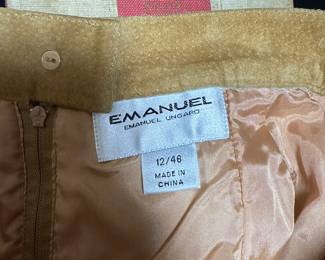 EMANUEL
EMANUEL UNGARO
12/46
MADE IN
CHINA